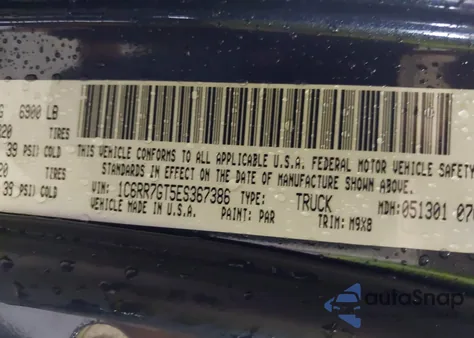 G 6900 LB
020 TIRES
39 PSI) COLD
20 TIRES
39 PSI) COLD
THIS VEHICLE CONFORMS TO ALL APPLICABLE U.S.A. FEDERAL MOTOR VEHICLE SAFETY
STANDARDS IN EFFECT ON THE DATE OF MANUFACTURE SHOWN ABOVE.
VIN: 1C6RR7GT5ES367386 TYPE: TRUCK MDH: 051301 07
VEHICLE MADE IN U.S.A. PAINT: PAR TRIM: M9X8
autoSnap